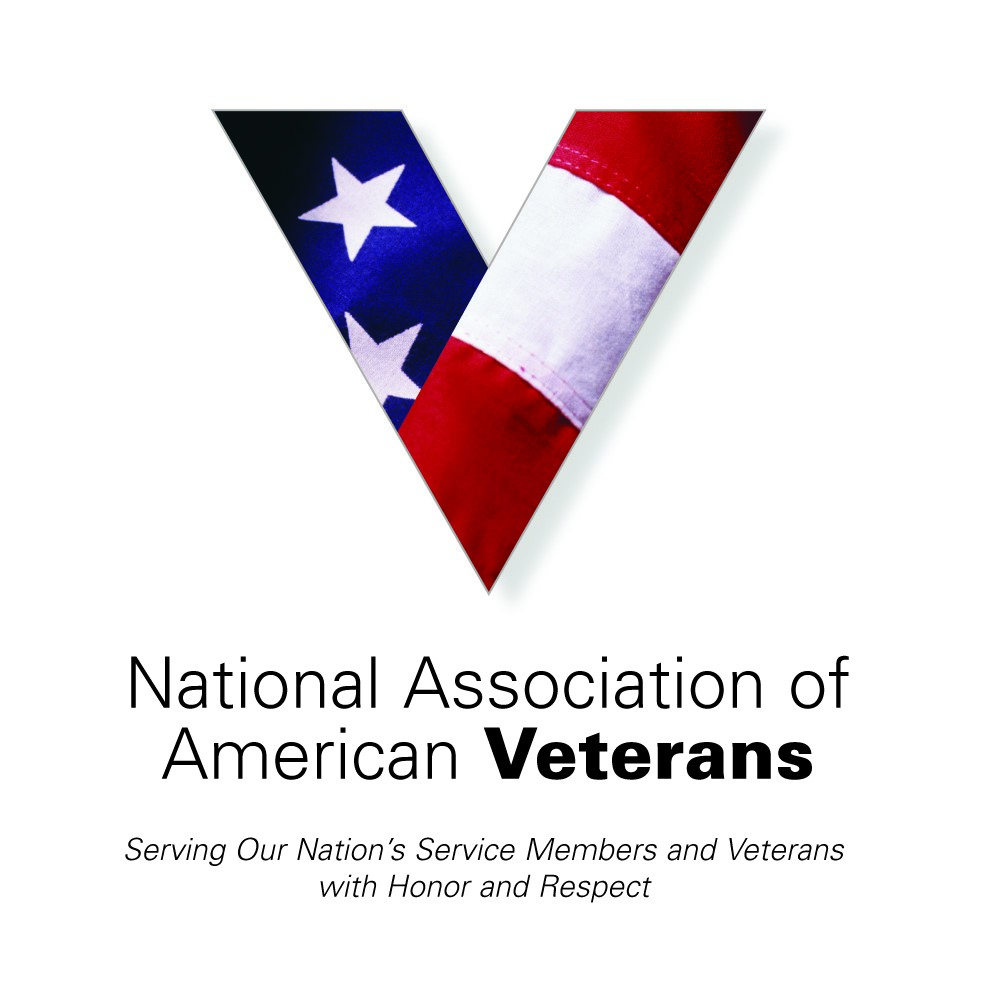 National Association of
American Veterans
Serving Our Nation’s Service Members and Veterans
with Honor and Respect